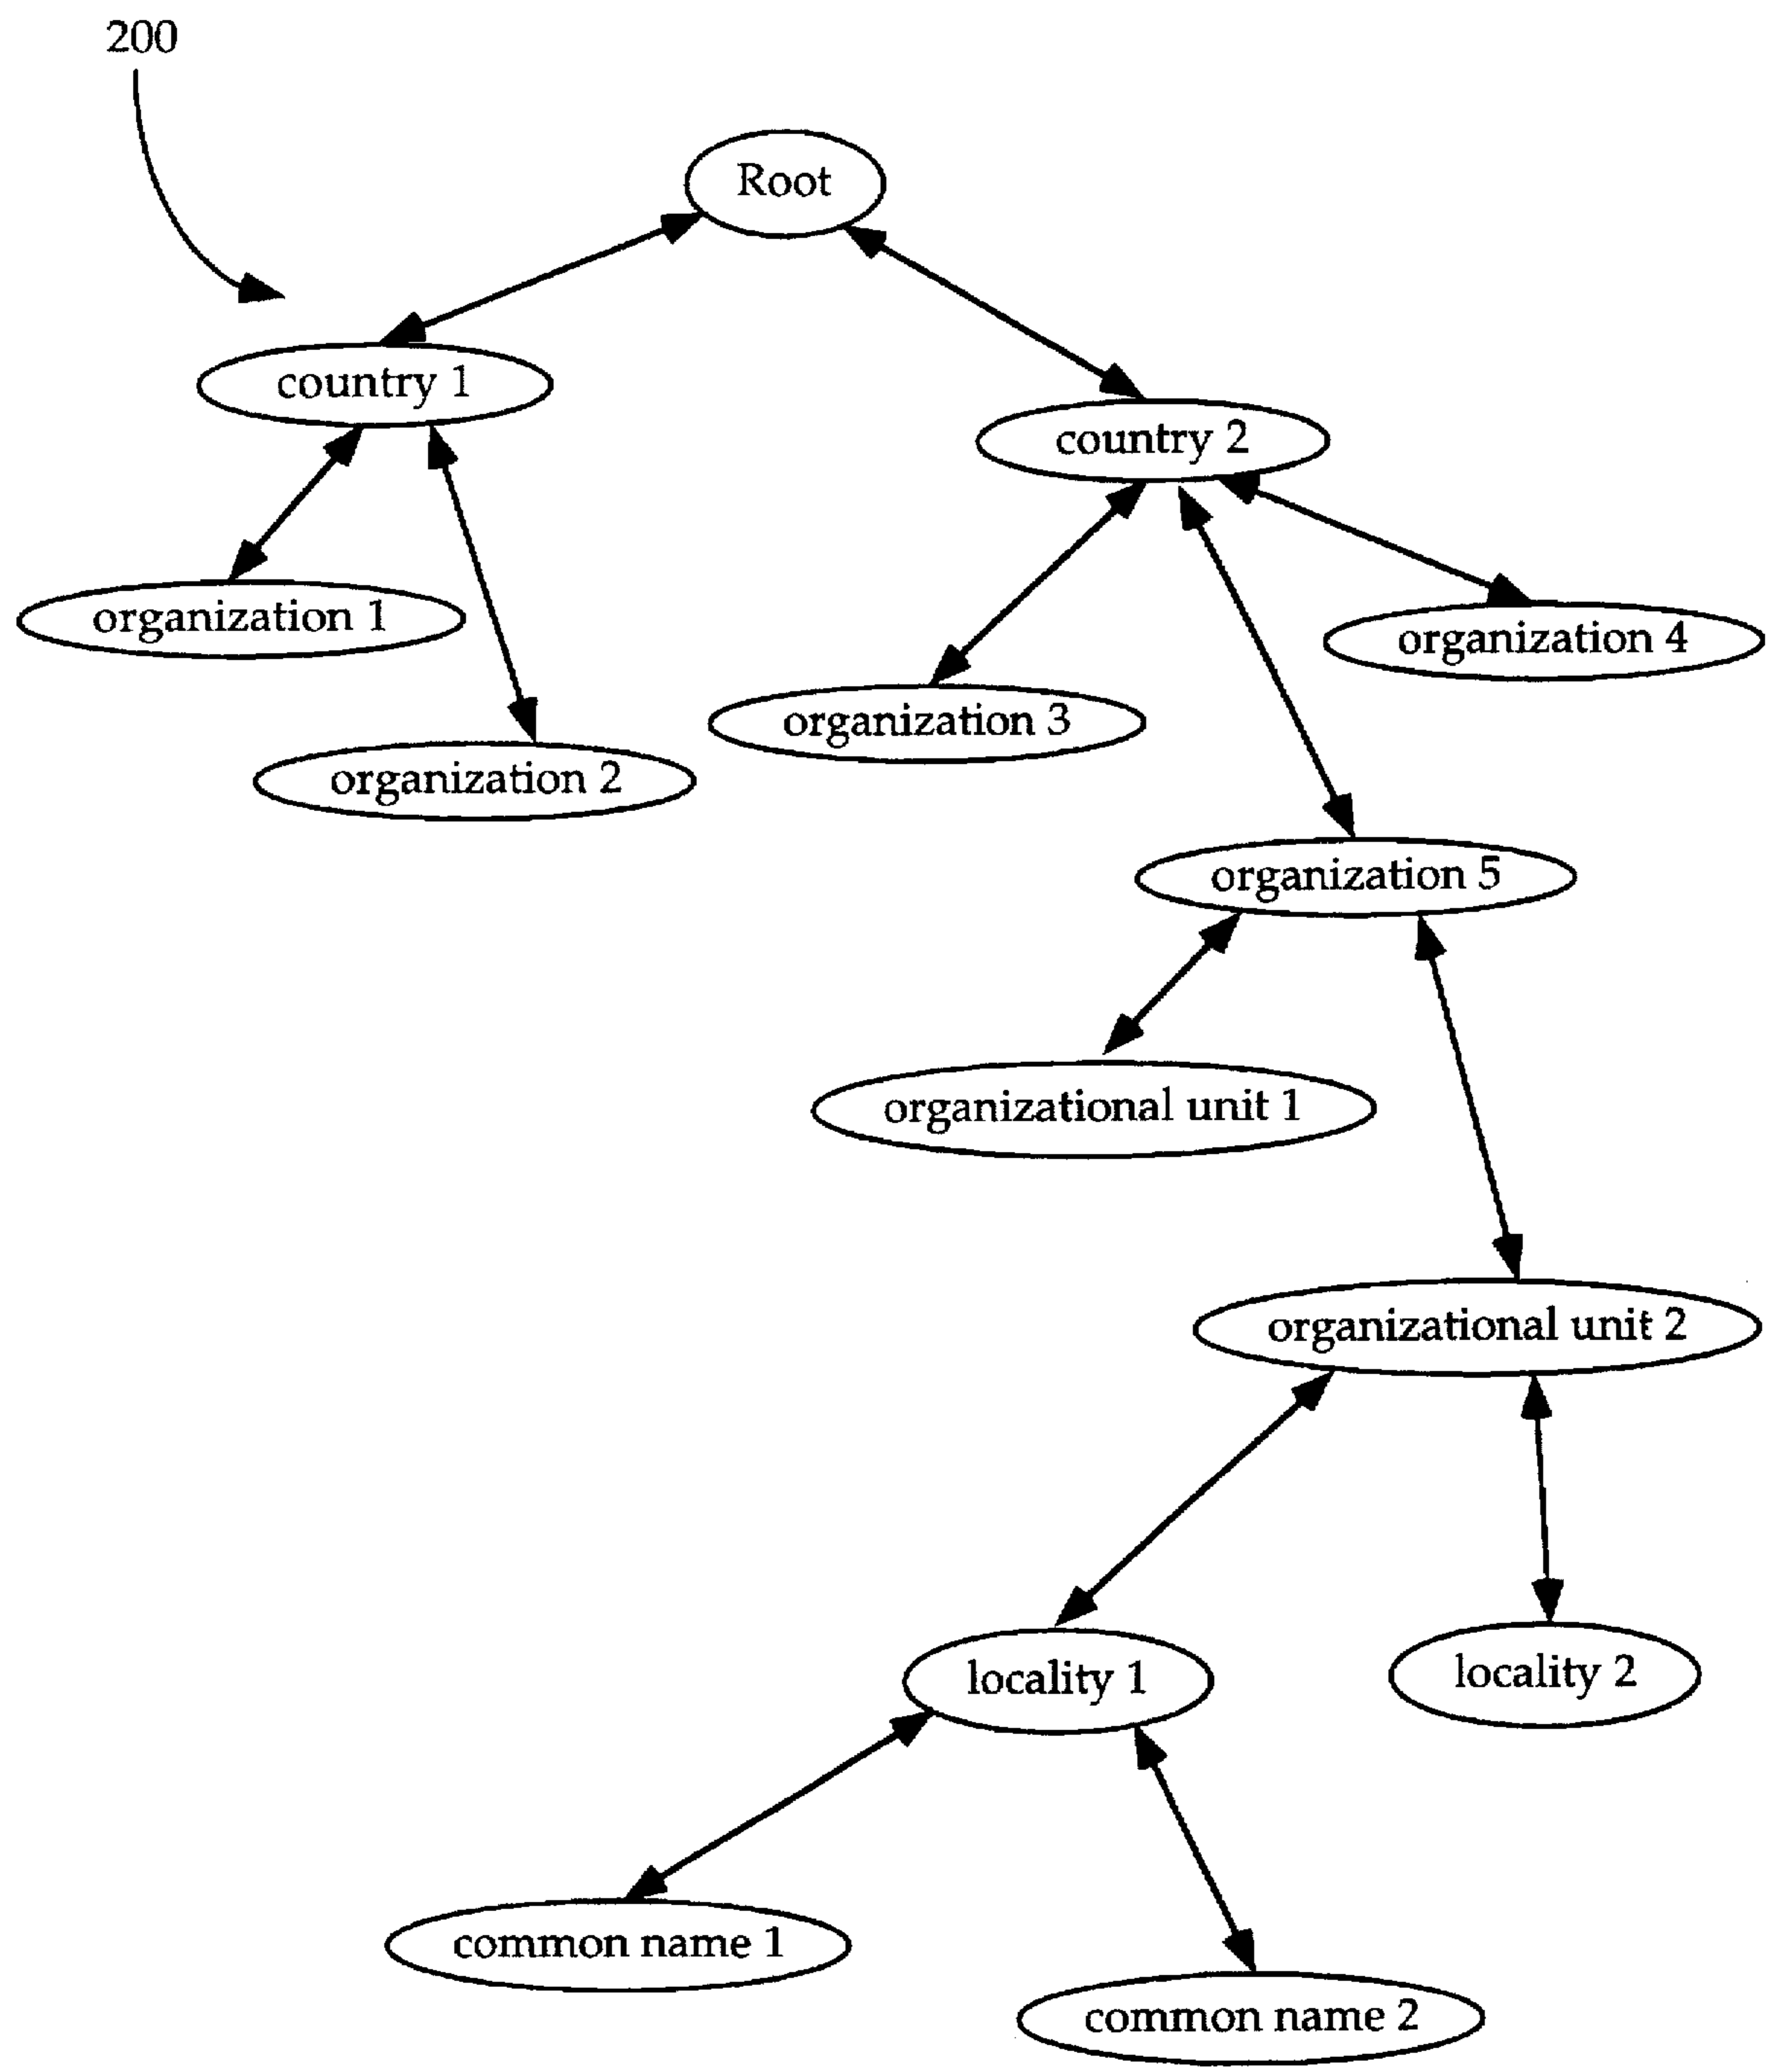 200
Root
country 1
country 2
organization 1
organization 4
organization 3
organization 2
organization 5
organizational unit 1
organizational unit 2
locality 1
locality 2
common name 1
common name 2